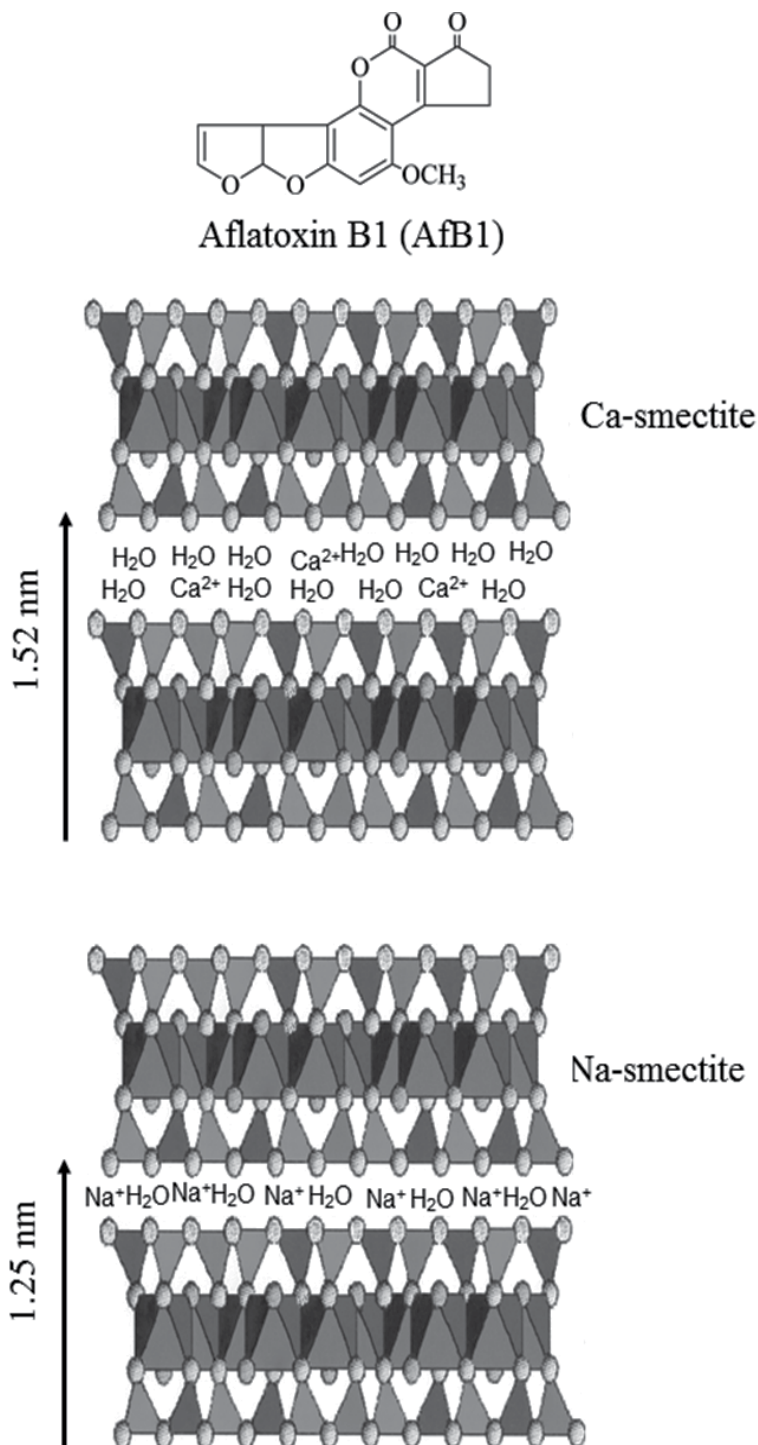 O O
O
O O OCH₃
Aflatoxin B1 (AfB1)
Ca-smectite
H₂O H₂O H₂O Ca²⁺H₂O H₂O H₂O H₂O
H₂O Ca²⁺ H₂O H₂O H₂O Ca²⁺ H₂O
1.52 nm
Na-smectite
Na⁺H₂ONa⁺H₂O Na⁺H₂O Na⁺H₂O Na⁺H₂O Na⁺
1.25 nm